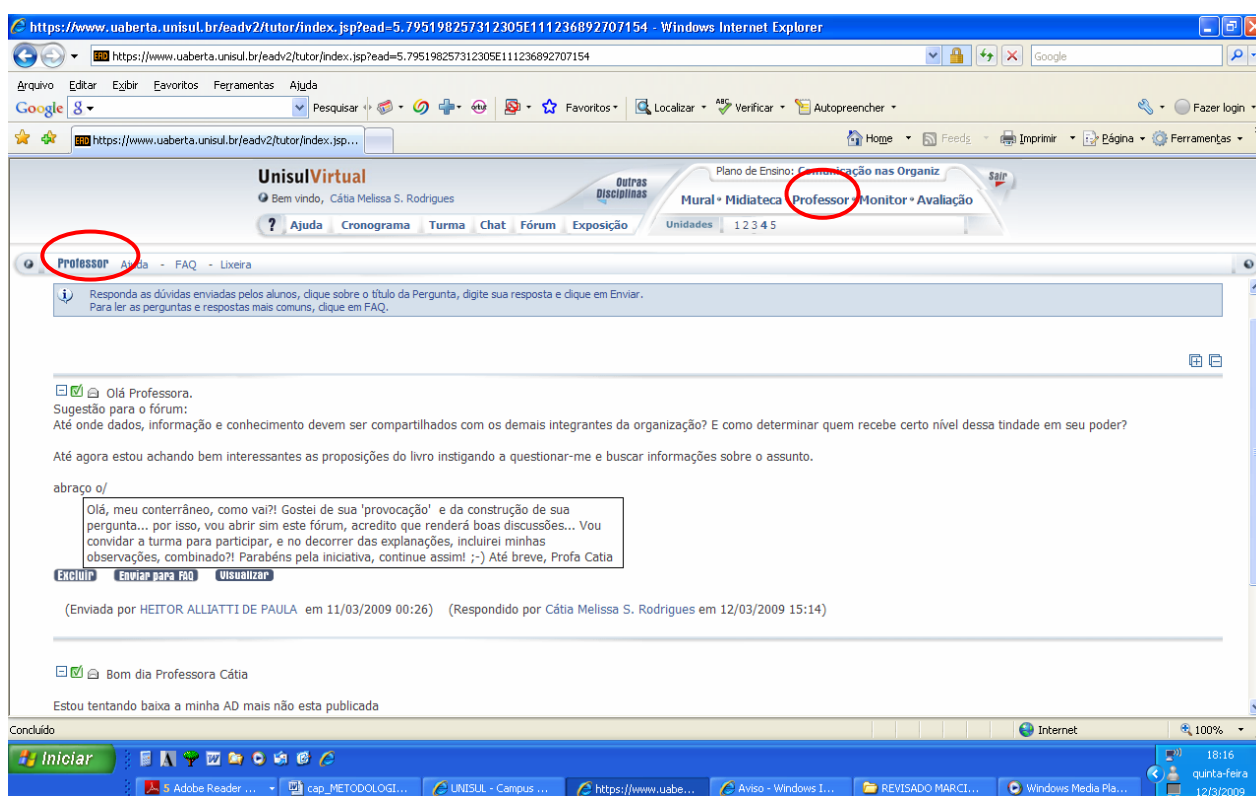 https://www.uaberta.unisul.br/eadv2/tutor/index.jsp?ead=5.795198257312305E111236892707154 - Windows Internet Explorer
https://www.uaberta.unisul.br/eadv2/tutor/index.jsp?ead=5.795198257312305E111236892707154
Google
Arquivo Editar Exibir Favoritos Ferramentas Ajuda
Google Pesquisar Favoritos Localizar Verificar Autopreencher Fazer login
https://www.uaberta.unisul.br/eadv2/tutor/index.jsp... Home Feeds Imprimir Página Ferramentas
UnisulVirtual
Bem vindo, Cátia Melissa S. Rodrigues
Outras Disciplinas
Plano de Ensino: Comunicação nas Organiz
Sair
Mural Midiateca Professor Monitor Avaliação
? Ajuda Cronograma Turma Chat Fórum Exposição
Unidades 1 2 3 4 5
Professor Ajuda - FAQ - Lixeira
Responda as dúvidas enviadas pelos alunos, clique sobre o título da Pergunta, digite sua resposta e clique em Enviar.
Para ler as perguntas e respostas mais comuns, clique em FAQ.
Olá Professora.
Sugestão para o fórum:
Até onde dados, informação e conhecimento devem ser compartilhados com os demais integrantes da organização? E como determinar quem recebe certo nível dessa tindade em seu poder?
Até agora estou achando bem interessantes as proposições do livro instigando a questionar-me e buscar informações sobre o assunto.
abraço o/
Olá, meu conterrâneo, como vai?! Gostei de sua 'provocação' e da construção de sua
pergunta... por isso, vou abrir sim este fórum, acredito que renderá boas discussões... Vou
convidar a turma para participar, e no decorrer das explanações, incluirei minhas
observações, combinado?! Parabéns pela iniciativa, continue assim! ;-) Até breve, Profa Catia
Excluir Enviar para FAQ Visualizar
(Enviada por HEITOR ALLIATTI DE PAULA em 11/03/2009 00:26) (Respondido por Cátia Melissa S. Rodrigues em 12/03/2009 15:14)
Bom dia Professora Cátia
Estou tentando baixa a minha AD mais não esta publicada
Concluído Internet 100%
Iniciar 18:16
quinta-feira
5 Adobe Reader ... cap_METODOLOGI... UNISUL - Campus ... https://www.uabe... Aviso - Windows I... REVISADO MARCI... Windows Media Pla... 12/3/2009